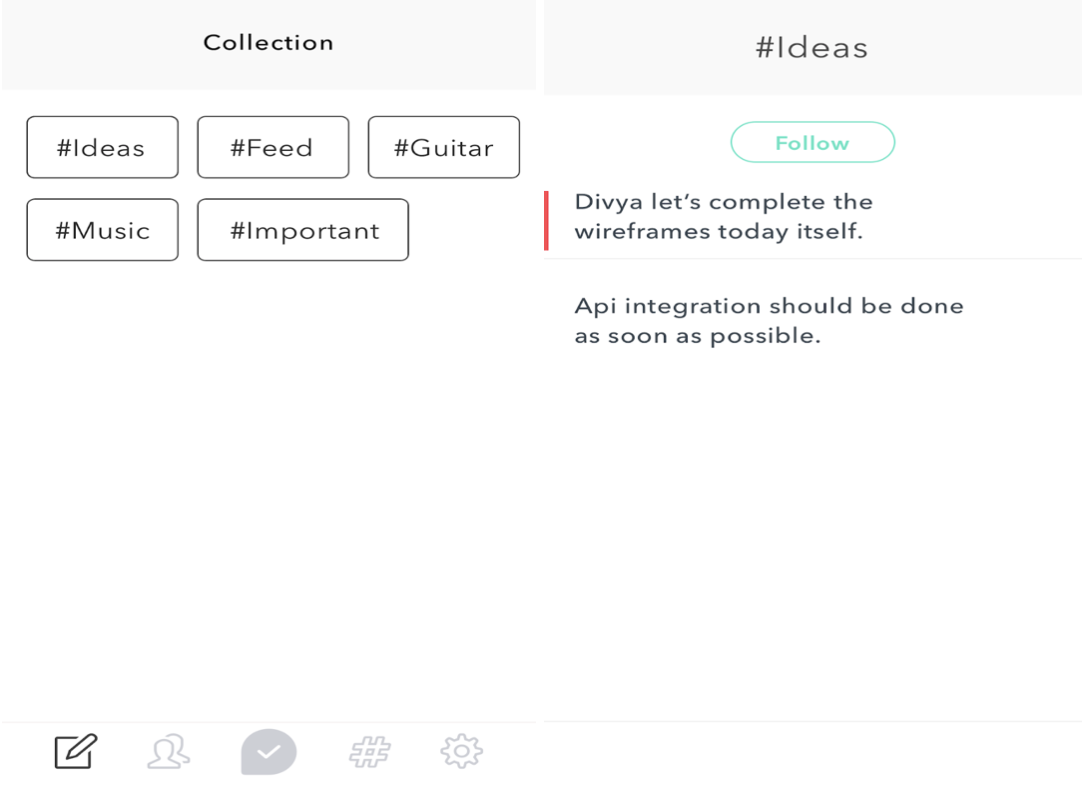 Collection
#Ideas
#Feed
#Guitar
#Music
#Important
#Ideas
Follow
Divya let’s complete the
wireframes today itself.
Api integration should be done
as soon as possible.